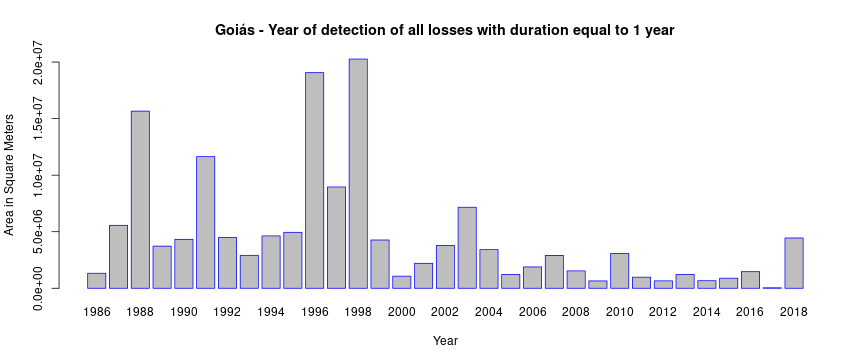 Goiás - Year of detection of all losses with duration equal to 1 year
Area in Square Meters
2.0e+07
1.5e+07
1.0e+07
5.0e+06
0.0e+00
1986 1988 1990 1992 1994 1996 1998 2000 2002 2004 2006 2008 2010 2012 2014 2016 2018
Year